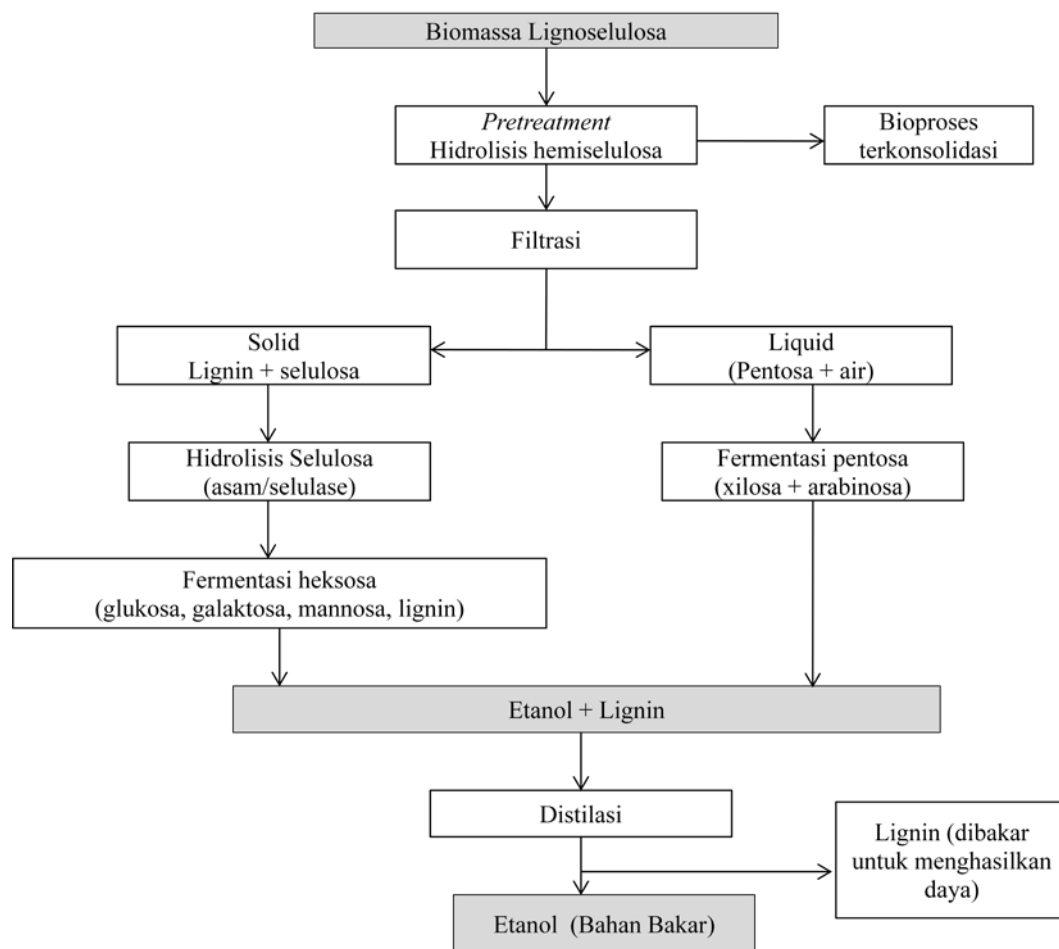 Biomassa Lignoselulosa
Pretreatment
Hidrolisis hemiselulosa
Bioproses
terkonsolidasi
Filtrasi
Solid
Lignin + selulosa
Liquid
(Pentosa + air)
Hidrolisis Selulosa
(asam/selulase)
Fermentasi pentosa
(xilosa + arabinosa)
Fermentasi heksosa
(glukosa, galaktosa, mannosa, lignin)
Etanol + Lignin
Distilasi
Lignin (dibakar
untuk menghasilkan
daya)
Etanol (Bahan Bakar)